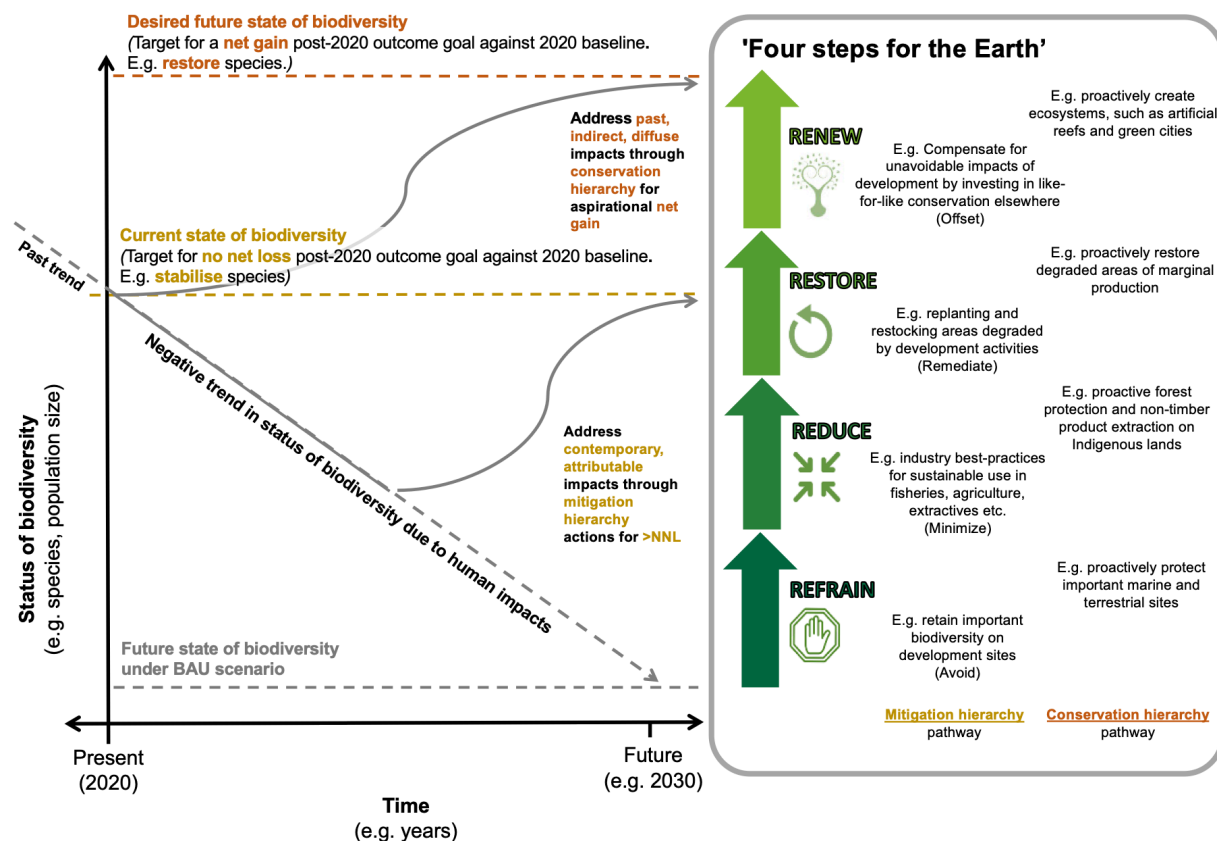 Desired future state of biodiversity
(Target for a net gain post-2020 outcome goal against 2020 baseline.
E.g. restore species.)
Address past,
indirect, diffuse
impacts through
conservation
hierarchy for
aspirational net
gain
Past trend
Current state of biodiversity
(Target for no net loss post-2020 outcome goal against 2020 baseline.
E.g. stabilise species)
Negative trend in status of biodiversity due to human impacts
Address
contemporary,
attributable
impacts through
mitigation
hierarchy
actions for >NNL
Future state of biodiversity
under BAU scenario
Status of biodiversity
(e.g. species, population size)
Present
(2020)
Future
(e.g. 2030)
Time
(e.g. years)
'Four steps for the Earth’
RENEW
E.g. Compensate for
unavoidable impacts of
development by investing in like-
for-like conservation elsewhere
(Offset)
E.g. proactively create
ecosystems, such as artificial
reefs and green cities
RESTORE
E.g. replanting and
restocking areas degraded
by development activities
(Remediate)
E.g. proactively restore
degraded areas of marginal
production
REDUCE
E.g. industry best-practices
for sustainable use in
fisheries, agriculture,
extractives etc.
(Minimize)
E.g. proactive forest
protection and non-timber
product extraction on
Indigenous lands
REFRAIN
E.g. retain important
biodiversity on
development sites
(Avoid)
E.g. proactively protect
important marine and
terrestrial sites
Mitigation hierarchy
pathway
Conservation hierarchy
pathway